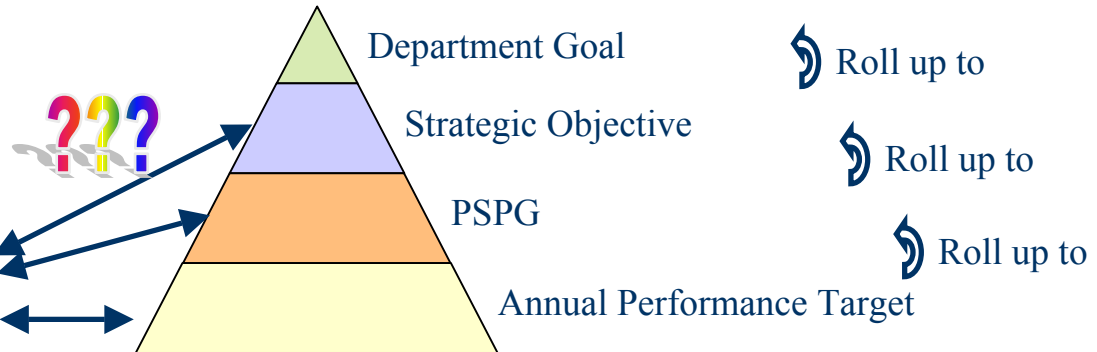 Department Goal
Roll up to
Strategic Objective
???
Roll up to
PSPG
Roll up to
Annual Performance Target